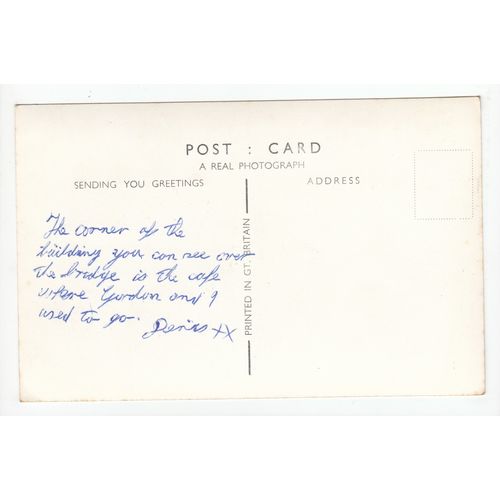 POST : CARD
A REAL PHOTOGRAPH
SENDING YOU GREETINGS
ADDRESS
The corner of the
building you can see over
the bridge is the cafe
where Gordon and I
used to go.
Denis xx
PRINTED IN GT. BRITAIN